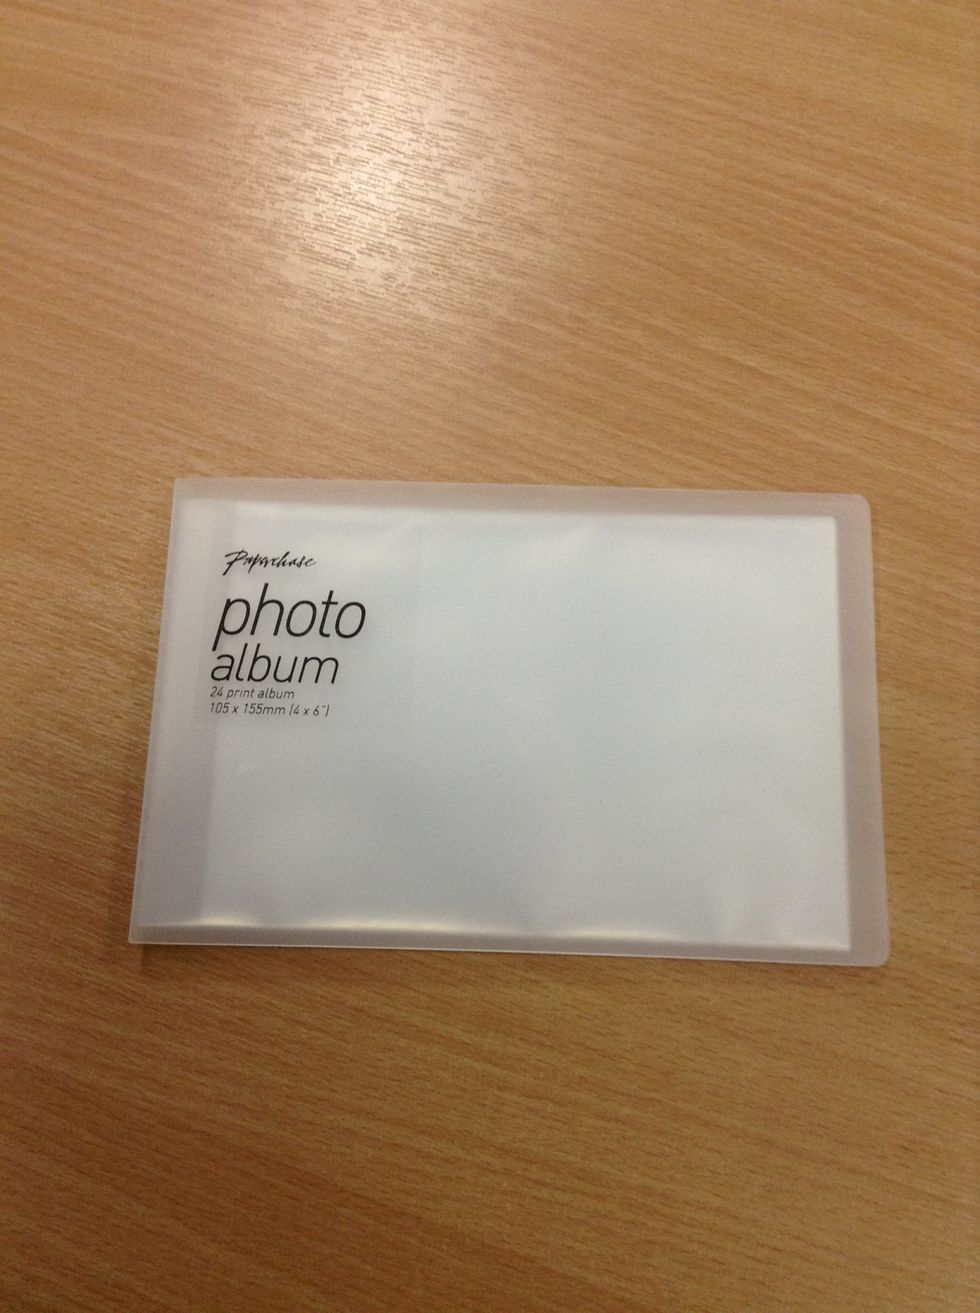 Paperchase
photo
album
24 print album
105 x 155mm (4 x 6")